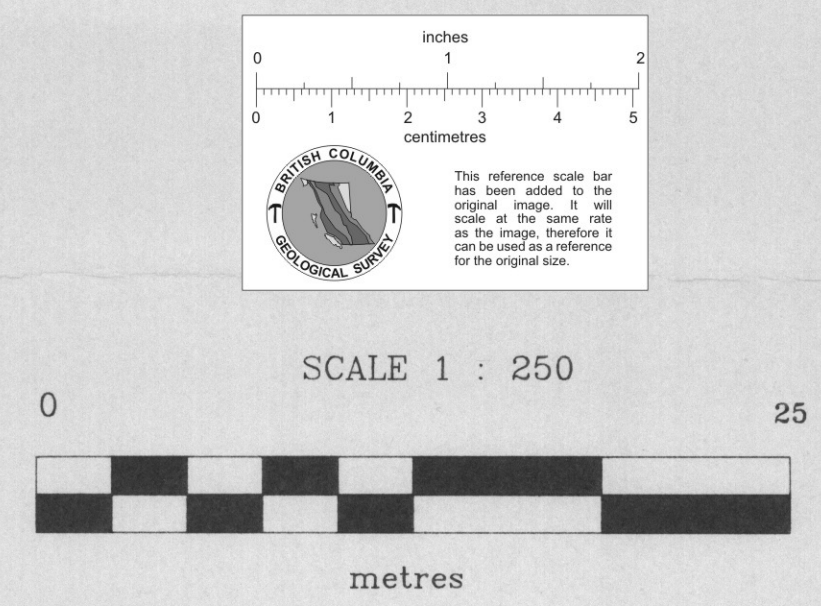 inches
0 1 2
0 1 2 3 4 5
centimetres
BRITISH COLUMBIA
GEOLOGICAL SURVEY
This reference scale bar
has been added to the
original image. It will
scale at the same rate
as the image, therefore it
can be used as a reference
for the original size.
SCALE 1 : 250
0 25
metres